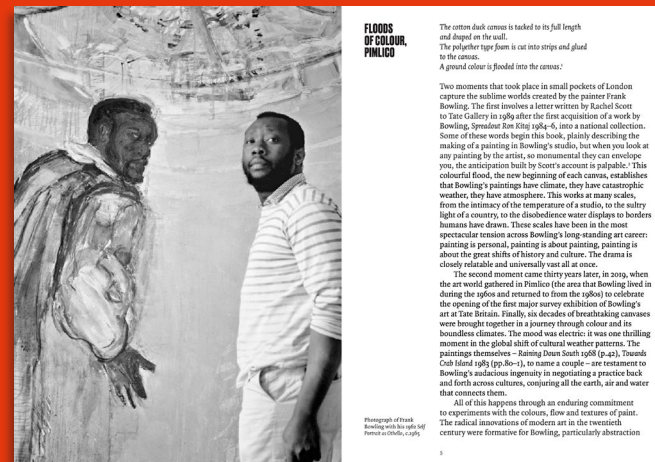 FLOODS
OF COLOUR,
PIMLICO
The cotton duck canvas is tacked to its full length
and draped on the wall.
The polyether type foam is cut into strips and glued
to the canvas.
A ground colour is flooded into the canvas.¹
Two moments that took place in small pockets of London
capture the sublime worlds created by the painter Frank
Bowling. The first involves a letter written by Rachel Scott
to Tate Gallery in 1989 after the first acquisition of a work by
Bowling, Spreadout Ron Kitaj 1984–6, into a national collection.
Some of these words begin this book, plainly describing the
making of a painting in Bowling's studio, but when you look at
any painting by the artist, so monumental they can envelope
you, the anticipation built by Scott's account is palpable.² This
colourful flood, the new beginning of each canvas, establishes
that Bowling's paintings have climate, they have catastrophic
weather, they have atmosphere. This works at many scales,
from the intimacy of the temperature of a studio, to the sultry
light of a country, to the disobedience water displays to borders
humans have drawn. These scales have been in the most
spectacular tension across Bowling's long-standing art career:
painting is personal, painting is about painting, painting is
about the great shifts of history and culture. The drama is
closely relatable and universally vast all at once.
The second moment came thirty years later, in 2019, when
the art world gathered in Pimlico (the area that Bowling lived in
during the 1960s and returned to from the 1980s) to celebrate
the opening of the first major survey exhibition of Bowling's
art at Tate Britain. Finally, six decades of breathtaking canvases
were brought together in a journey through colour and its
boundless climates. The mood was electric: it was one thrilling
moment in the global shift of cultural weather patterns. The
paintings themselves – Raining Down South 1968 (p.42), Towards
Crab Island 1983 (pp.80–1), to name a couple – are testament to
Bowling's audacious ingenuity in negotiating a practice back
and forth across cultures, conjuring all the earth, air and water
that connects them.
All of this happens through an enduring commitment
to experiments with the colours, flow and textures of paint.
The radical innovations of modern art in the twentieth
century were formative for Bowling, particularly abstraction
Photograph of Frank
Bowling with his 1962 Self
Portrait as Othello, c.1965
5